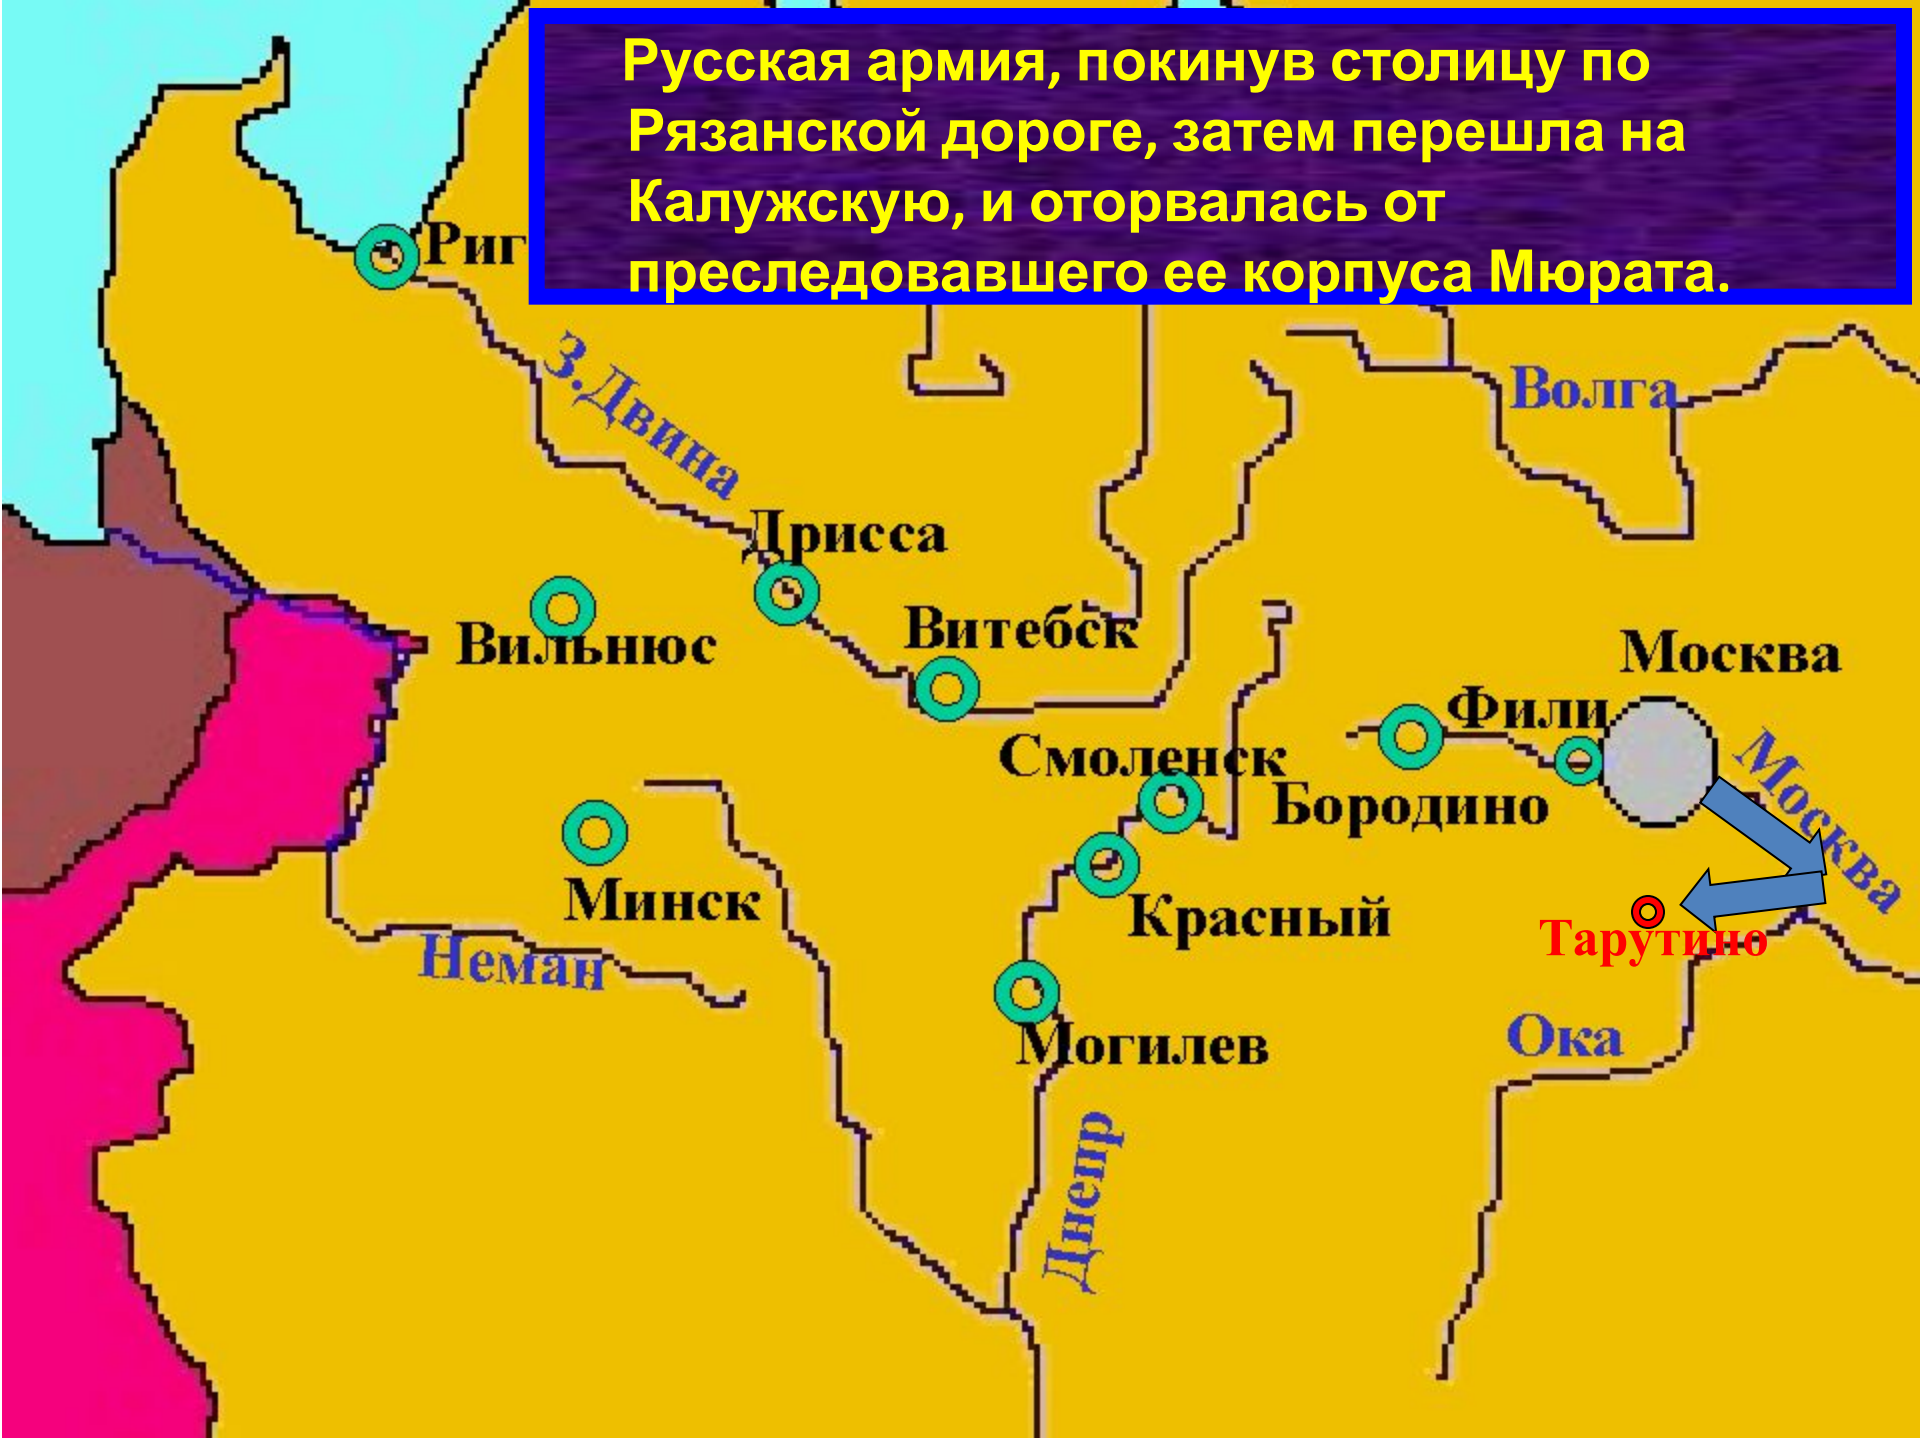 Русская армия, покинув столицу по
Рязанской дороге, затем перешла на
Калужскую, и оторвалась от
преследовавшего ее корпуса Мюрата.
Риг
З.Двина
Волга
Дрисса
Витебск
Вильнюс
Москва
Фили
Смоленск
Москва
Бородино
Минск
Красный
Тарутино
Неман
Ока
Могилев
Днепр